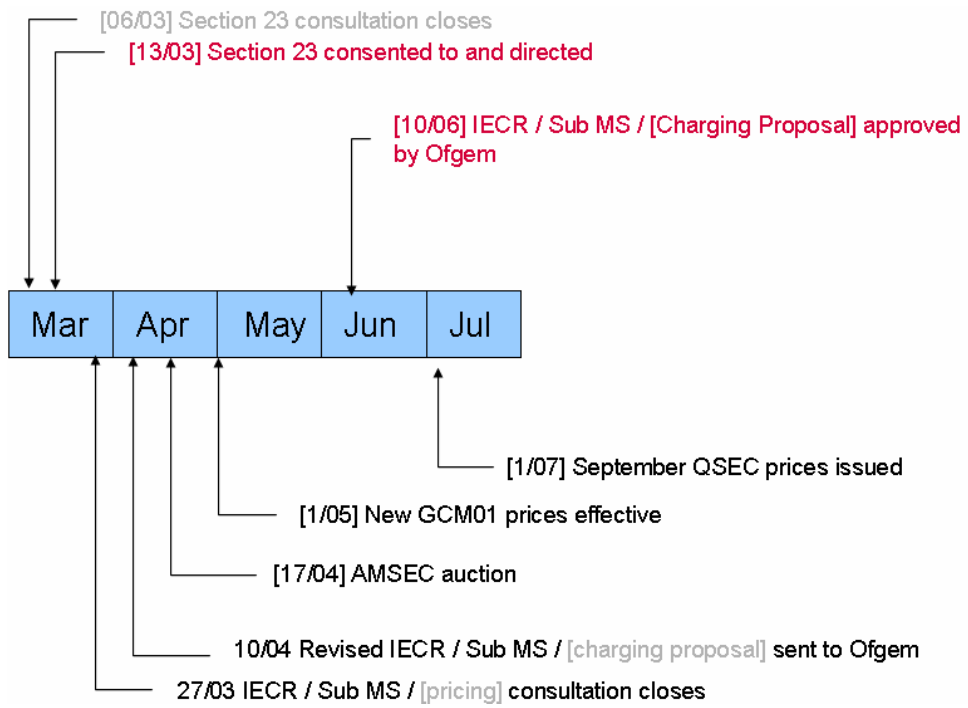 [06/03] Section 23 consultation closes
[13/03] Section 23 consented to and directed
[10/06] IECR / Sub MS / [Charging Proposal] approved
by Ofgem
Mar Apr May Jun Jul
[1/07] September QSEC prices issued
[1/05] New GCM01 prices effective
[17/04] AMSEC auction
10/04 Revised IECR / Sub MS / [charging proposal] sent to Ofgem
27/03 IECR / Sub MS / [pricing] consultation closes